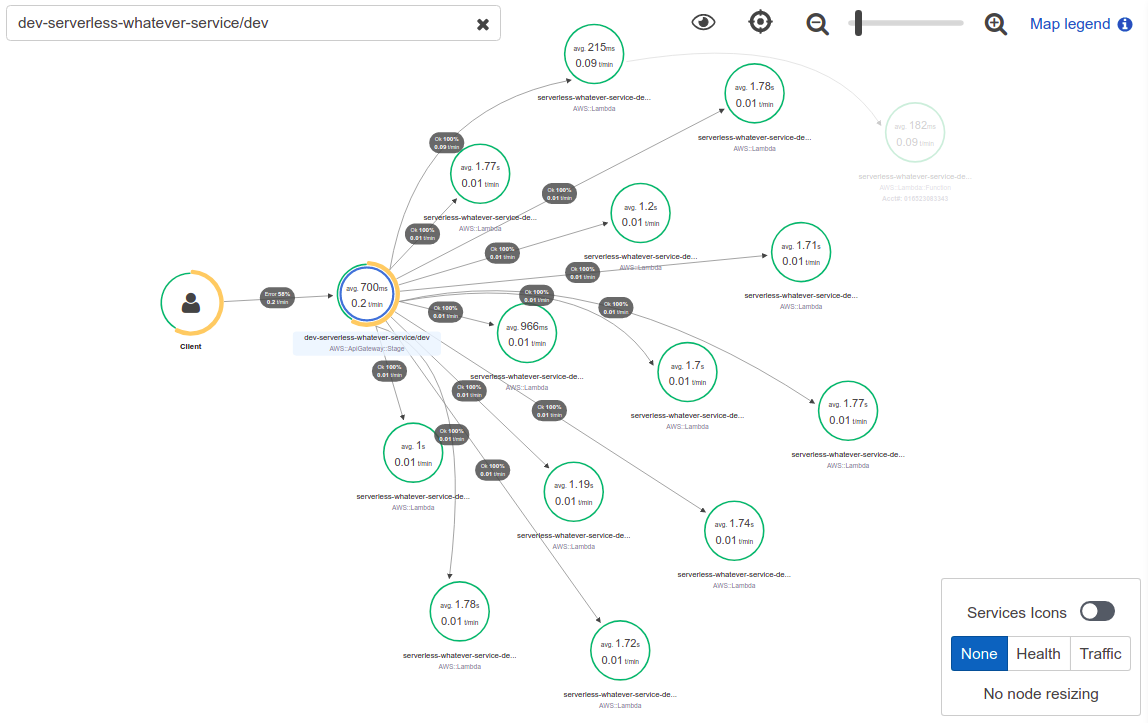 dev-serverless-whatever-service/dev
Map legend
avg. 215ms
0.09 t/min
serverless-whatever-service-de...
AWS::Lambda
avg. 1.78s
0.01 t/min
serverless-whatever-service-de...
AWS::Lambda
avg. 182ms
0.09 t/min
serverless-whatever-service-de...
AWS::Lambda::Function
Ok 100%
0.09 t/min
avg. 1.77s
0.01 t/min
serverless-whatever-service-de...
AWS::Lambda
Ok 100%
0.01 t/min
avg. 1.2s
0.01 t/min
serverless-whatever-service-de...
AWS::Lambda
Ok 100%
0.01 t/min
Ok 100%
0.01 t/min
avg. 1.71s
0.01 t/min
serverless-whatever-service-de...
AWS::Lambda
Ok 100%
0.01 t/min
Client
Error 58%
0.2 t/min
avg. 700ms
0.2 t/min
dev-serverless-whatever-service/dev
AWS::ApiGateway::Stage
Ok 100%
0.01 t/min
Ok 100%
0.01 t/min
Ok 100%
0.01 t/min
avg. 966ms
0.01 t/min
serverless-whatever-service-de...
AWS::Lambda
avg. 1.7s
0.01 t/min
serverless-whatever-service-de...
AWS::Lambda
avg. 1.77s
0.01 t/min
serverless-whatever-service-de...
AWS::Lambda
Ok 100%
0.01 t/min
Ok 100%
0.01 t/min
Ok 100%
0.01 t/min
Ok 100%
0.01 t/min
Ok 100%
0.01 t/min
avg. 1s
0.01 t/min
serverless-whatever-service-de...
AWS::Lambda
avg. 1.19s
0.01 t/min
serverless-whatever-service-de...
AWS::Lambda
avg. 1.74s
0.01 t/min
serverless-whatever-service-de...
AWS::Lambda
avg. 1.78s
0.01 t/min
serverless-whatever-service-de...
AWS::Lambda
avg. 1.72s
0.01 t/min
serverless-whatever-service-de...
AWS::Lambda
Services Icons
None Health Traffic
No node resizing